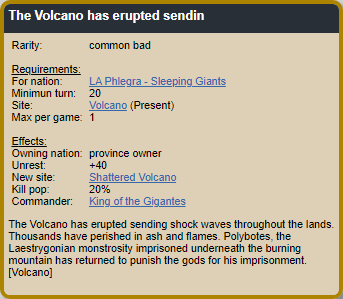 The Volcano has erupted sendin
Rarity: common bad
Requirements:
For nation: LA Phlegra - Sleeping Giants
Minimun turn: 20
Site: Volcano (Present)
Max per game: 1
Effects:
Owning nation: province owner
Unrest: +40
New site: Shattered Volcano
Kill pop: 20%
Commander: King of the Gigantes
The Volcano has erupted sending shock waves throughout the lands.
Thousands have perished in ash and flames. Polybotes, the
Laestrygonian monstrosity imprisoned underneath the burning
mountain has returned to punish the gods for his imprisonment.
[Volcano]